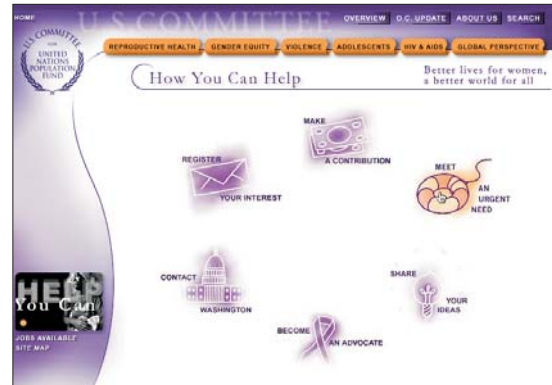 HOME
U.S. COMMITTEE
OVERVIEW D.C. UPDATE ABOUT US SEARCH
U.S. COMMITTEE
FOR
UNITED
NATIONS
POPULATION
FUND
REPRODUCTIVE HEALTH GENDER EQUITY VIOLENCE ADOLESCENTS HIV & AIDS GLOBAL PERSPECTIVE
How You Can Help
Better lives for women,
a better world for all
MAKE
A CONTRIBUTION
REGISTER
YOUR INTEREST
MEET
AN
URGENT
NEED
CONTACT
WASHINGTON
SHARE
YOUR
IDEAS
BECOME
AN ADVOCATE
HELP
You Can
JOBS AVAILABLE
SITE MAP